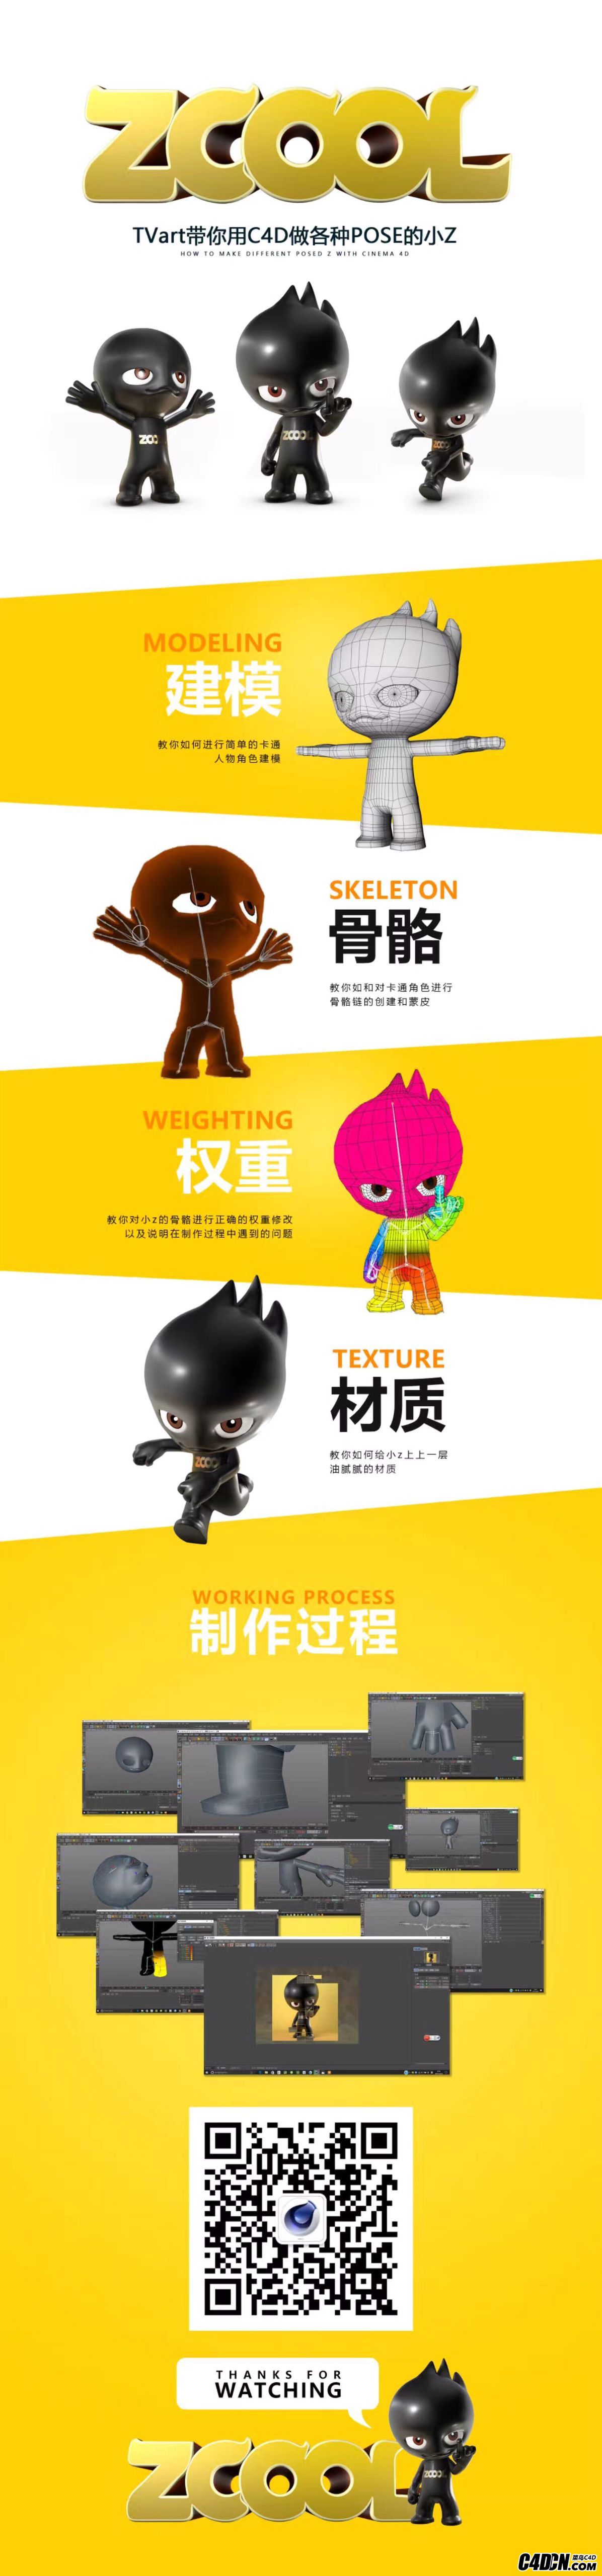 ZCOOL
TVart带你用C4D做各种POSE的小Z
HOW TO MAKE DIFFERENT POSED Z WITH CINEMA 4D
ZCOOL
MODELING
建模
教你如何进行简单的卡通
人物角色建模
SKELETON
骨骼
教你如和对卡通角色进行
骨骼链的创建和蒙皮
WEIGHTING
权重
教你对小z的骨骼进行正确的权重修改
以及说明在制作过程中遇到的问题
TEXTURE
材质
教你如何给小z上上一层
油腻腻的材质
WORKING PROCESS
制作过程
THANKS FOR
WATCHING
ZCOOL
ZCOOL
C4DCN.COM
菜鸟C4D